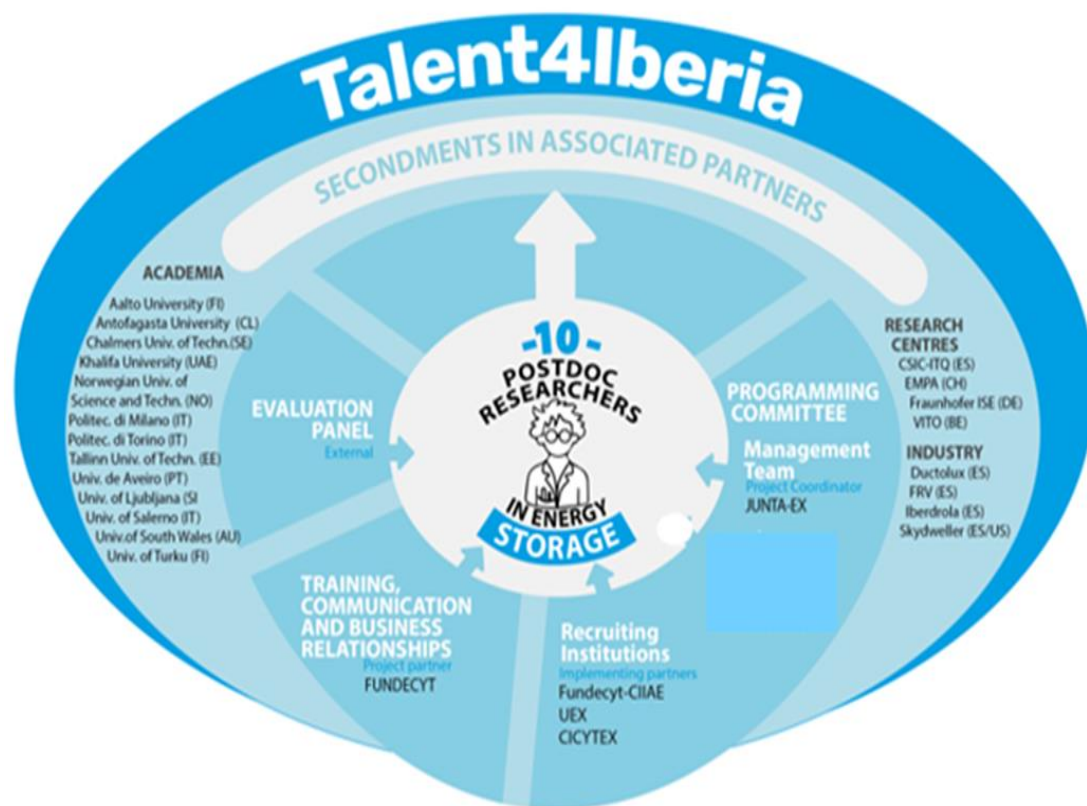 Talent4Iberia
SECONDMENTS IN ASSOCIATED PARTNERS
ACADEMIA
Aalto University (FI)
Antofagasta University (CL)
Chalmers Univ. of Techn.(SE)
Khalifa University (UAE)
Norwegian Univ. of
Science and Techn. (NO)
Politec. di Milano (IT)
Politec. di Torino (IT)
Tallinn Univ. of Techn. (EE)
Univ. de Aveiro (PT)
Univ. of Ljubljana (SI
Univ. of Salerno (IT)
Univ.of South Wales (AU)
Univ. of Turku (FI)
EVALUATION
PANEL
External
-10-
POSTDOC
RESEARCHERS
IN ENERGY
STORAGE
PROGRAMMING
COMMITTEE
Management
Team
Project Coordinator
JUNTA-EX
RESEARCH
CENTRES
CSIC-ITQ (ES)
EMPA (CH)
Fraunhofer ISE (DE)
VITO (BE)
INDUSTRY
Ductolux (ES)
FRV (ES)
Iberdrola (ES)
Skydweller (ES/US)
TRAINING,
COMMUNICATION
AND BUSINESS
RELATIONSHIPS
Project partner
FUNDECYT
Recruiting
Institutions
Implementing partners
Fundecyt-CIIAE
UEX
CICYTEX